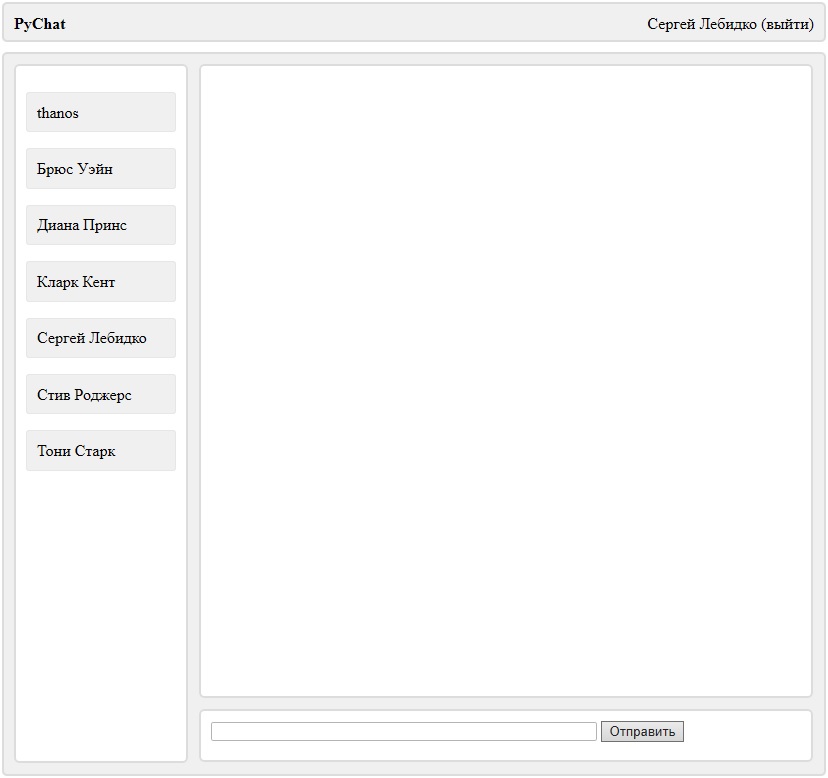 PyChat
Сергей Лебидко (выйти)
thanos
Брюс Уэйн
Диана Принс
Кларк Кент
Сергей Лебидко
Стив Роджерс
Тони Старк
Отправить